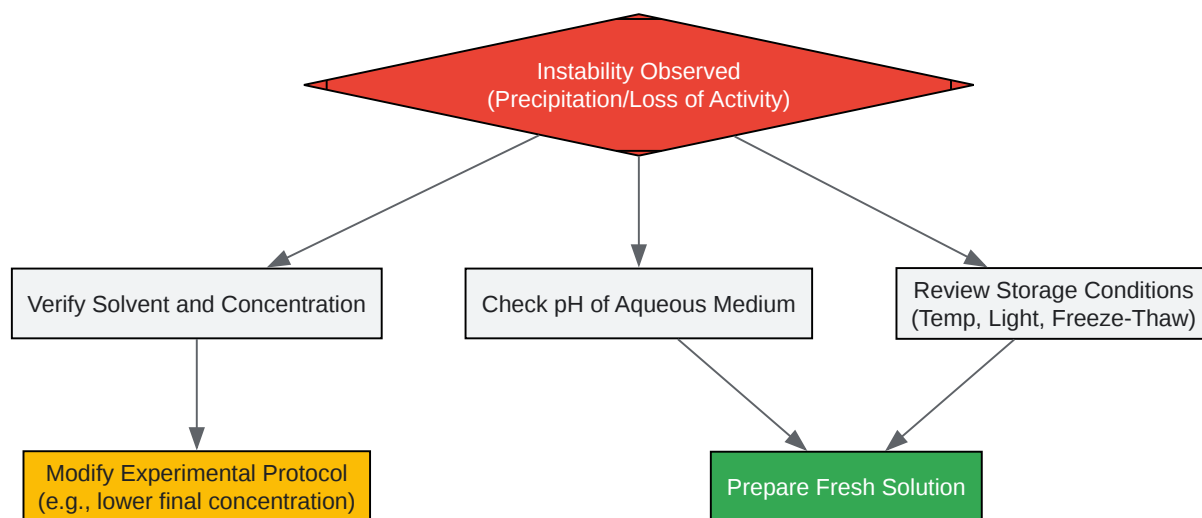 Instability Observed
(Precipitation/Loss of Activity)
Verify Solvent and Concentration
Check pH of Aqueous Medium
Review Storage Conditions
(Temp, Light, Freeze-Thaw)
Modify Experimental Protocol
(e.g., lower final concentration)
Prepare Fresh Solution